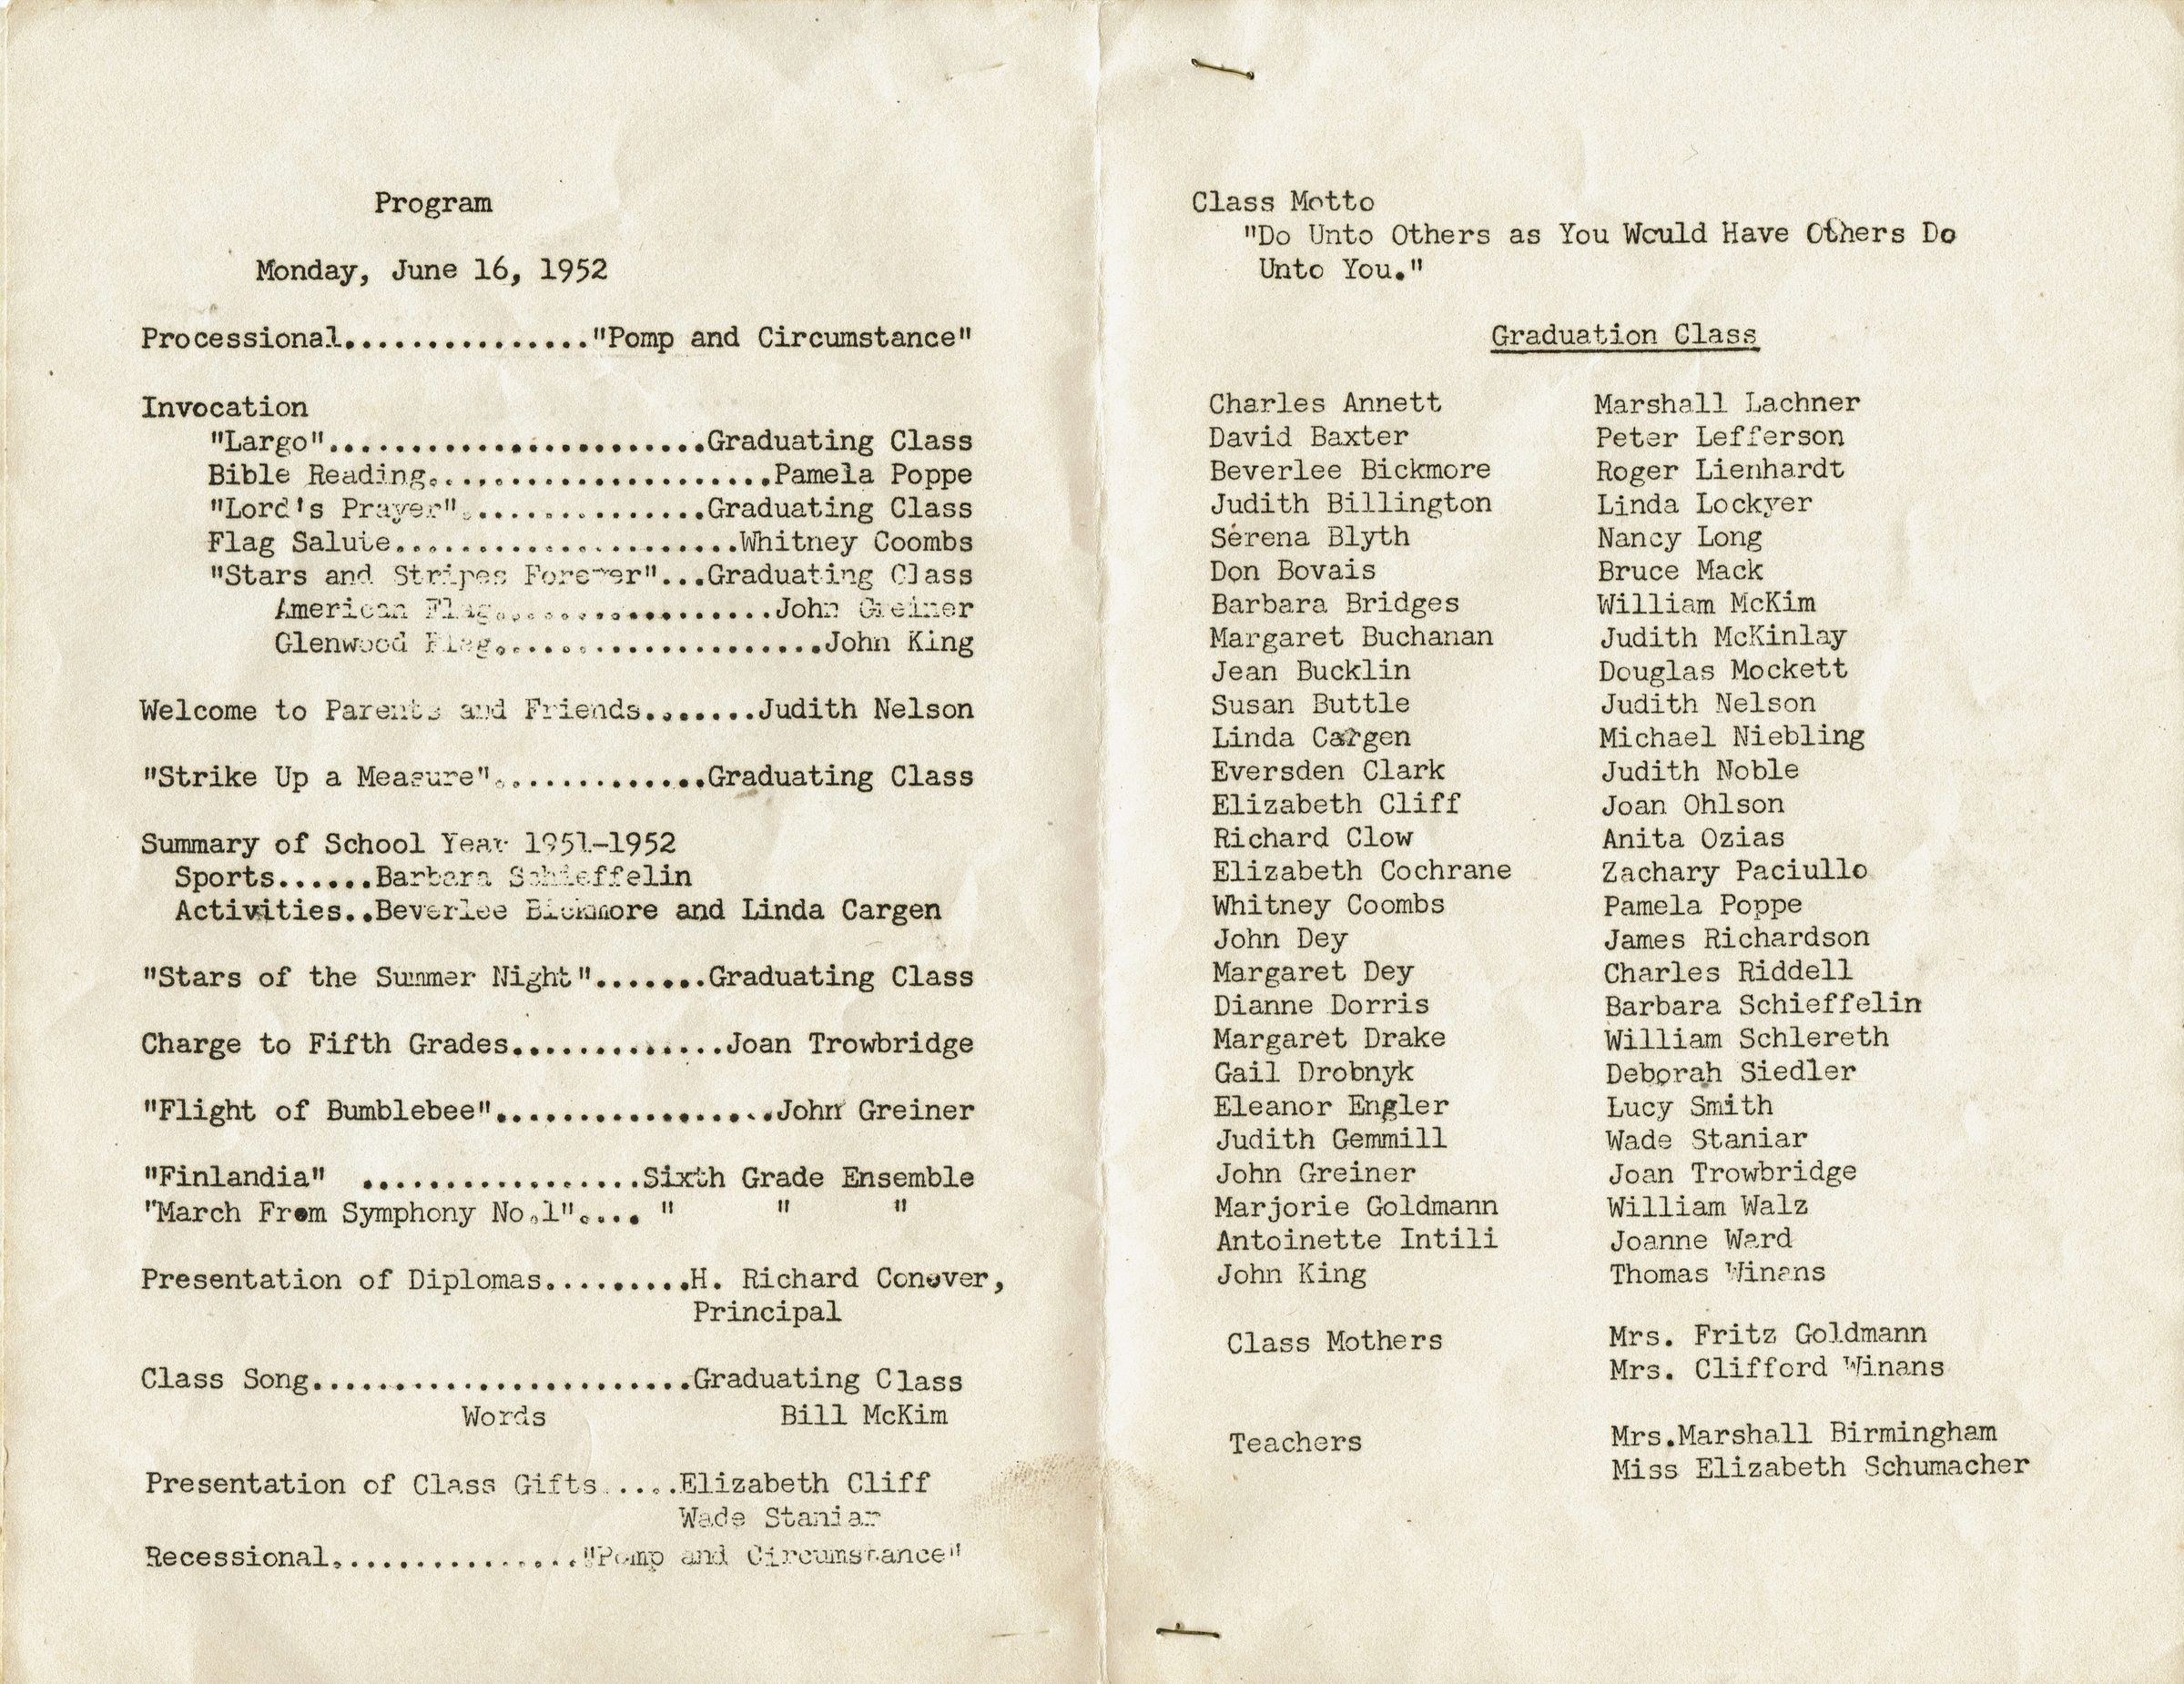 Program
Monday, June 16, 1952
Processional..............."Pomp and Circumstance"
Invocation
"Largo".......................Graduating Class
Bible Reading.....................Pamela Poppe
"Lord's Prayer"...............Graduating Class
Flag Salute.....................Whitney Coombs
"Stars and Stripes Forever"...Graduating Class
American Flag.................John Greiner
Glenwood Flag....................John King
Welcome to Parents and Friends.......Judith Nelson
"Strike Up a Measure".............Graduating Class
Summary of School Year 1951-1952
Sports......Barbara Schieffelin
Activities..Beverlee Bickmore and Linda Cargen
"Stars of the Summer Night".......Graduating Class
Charge to Fifth Grades.............Joan Trowbridge
"Flight of Bumblebee".................John Greiner
"Finlandia" .................Sixth Grade Ensemble
"March From Symphony No.1".... " " "
Presentation of Diplomas.........H. Richard Conover,
Principal
Class Song.......................Graduating Class
Words Bill McKim
Presentation of Class Gifts.....Elizabeth Cliff
Wade Staniar
Recessional..............."Pomp and Circumstance"
Class Motto
"Do Unto Others as You Would Have Others Do
Unto You."
Graduation Class
Charles Annett Marshall Lachner
David Baxter Peter Lefferson
Beverlee Bickmore Roger Lienhardt
Judith Billington Linda Lockyer
Serena Blyth Nancy Long
Don Bovais Bruce Mack
Barbara Bridges William McKim
Margaret Buchanan Judith McKinlay
Jean Bucklin Douglas Mockett
Susan Buttle Judith Nelson
Linda Cargen Michael Niebling
Eversden Clark Judith Noble
Elizabeth Cliff Joan Ohlson
Richard Clow Anita Ozias
Elizabeth Cochrane Zachary Paciullo
Whitney Coombs Pamela Poppe
John Dey James Richardson
Margaret Dey Charles Riddell
Dianne Dorris Barbara Schieffelin
Margaret Drake William Schlereth
Gail Drobnyk Deborah Siedler
Eleanor Engler Lucy Smith
Judith Gemmill Wade Staniar
John Greiner Joan Trowbridge
Marjorie Goldmann William Walz
Antoinette Intili Joanne Ward
John King Thomas Winans
Class Mothers Mrs. Fritz Goldmann
Mrs. Clifford Winans
Teachers Mrs.Marshall Birmingham
Miss Elizabeth Schumacher